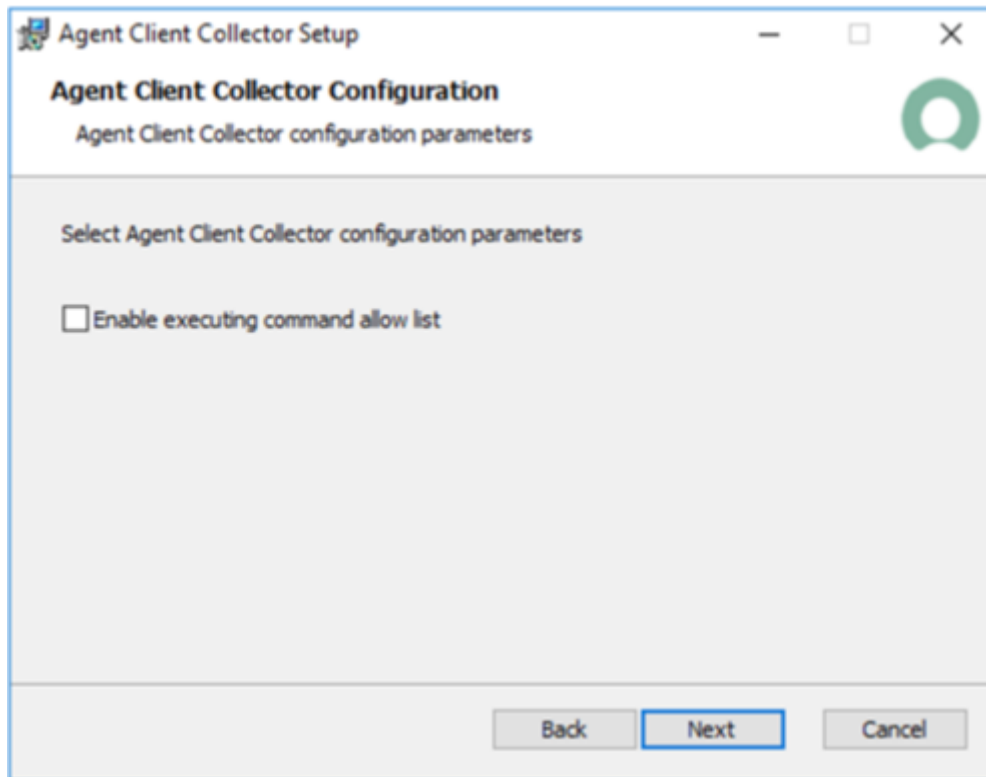 Agent Client Collector Setup
Agent Client Collector Configuration
Agent Client Collector configuration parameters
Select Agent Client Collector configuration parameters
Enable executing command allow list
Back Next Cancel